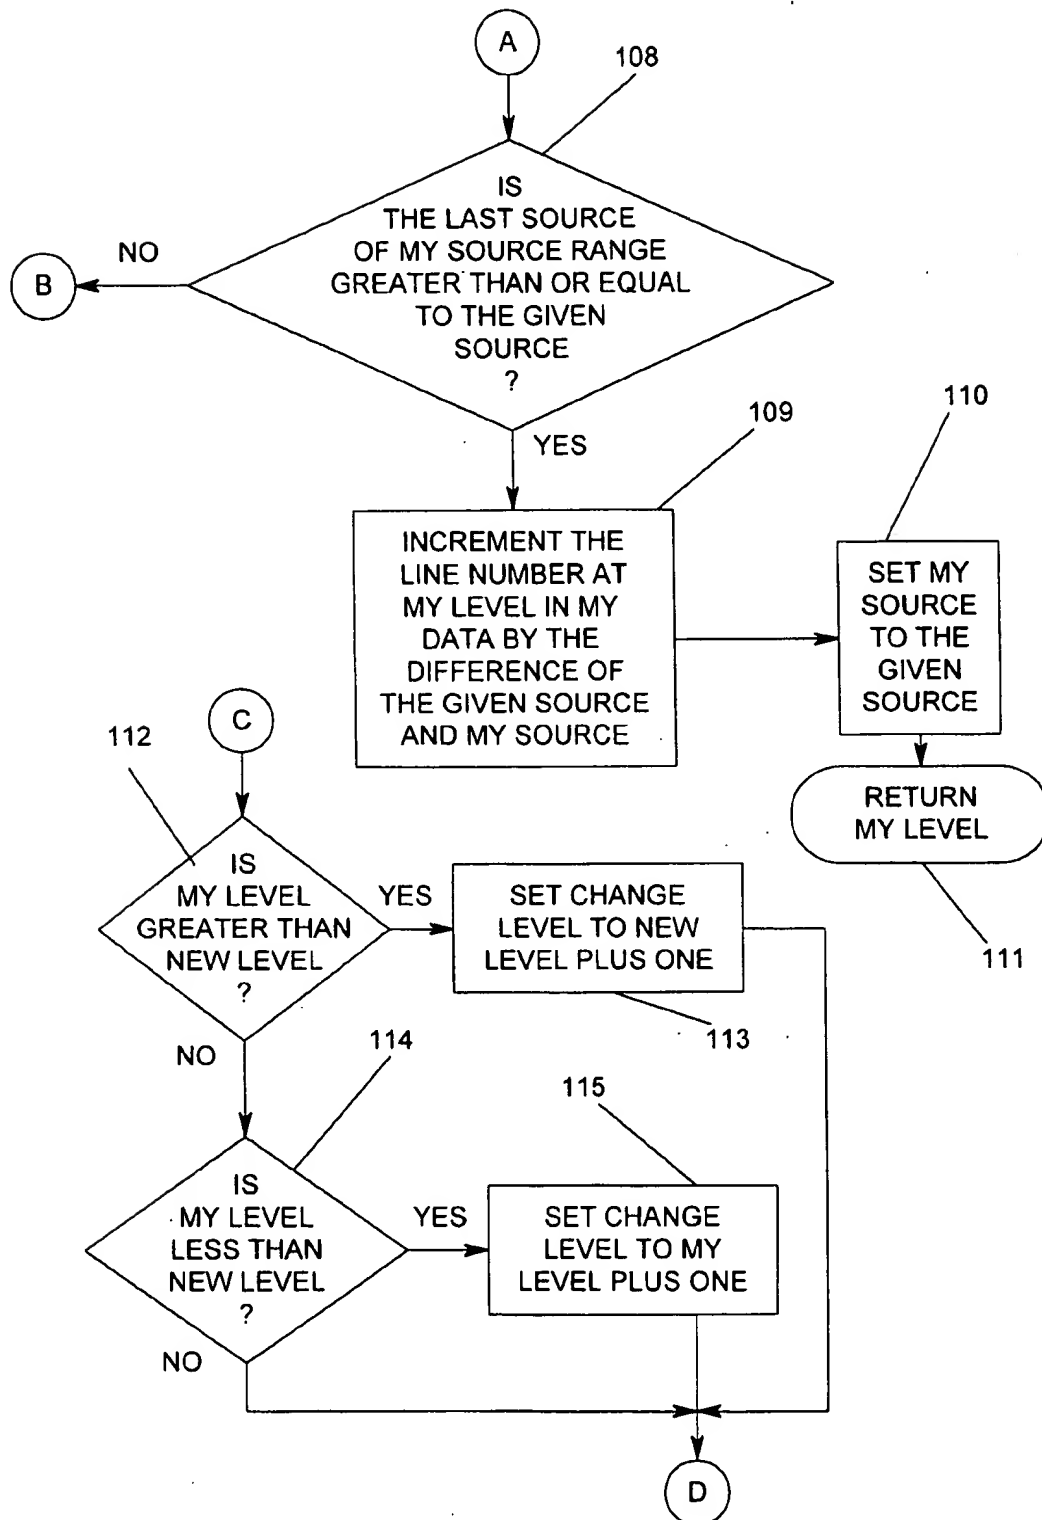 A
108
IS
THE LAST SOURCE
OF MY SOURCE RANGE
GREATER THAN OR EQUAL
TO THE GIVEN
SOURCE
?
NO
B
YES
109
INCREMENT THE
LINE NUMBER AT
MY LEVEL IN MY
DATA BY THE
DIFFERENCE OF
THE GIVEN SOURCE
AND MY SOURCE
110
SET MY
SOURCE
TO THE
GIVEN
SOURCE
RETURN
MY LEVEL
111
C
112
IS
MY LEVEL
GREATER THAN
NEW LEVEL
?
YES
SET CHANGE
LEVEL TO NEW
LEVEL PLUS ONE
113
NO
114
IS
MY LEVEL
LESS THAN
NEW LEVEL
?
YES
115
SET CHANGE
LEVEL TO MY
LEVEL PLUS ONE
NO
D